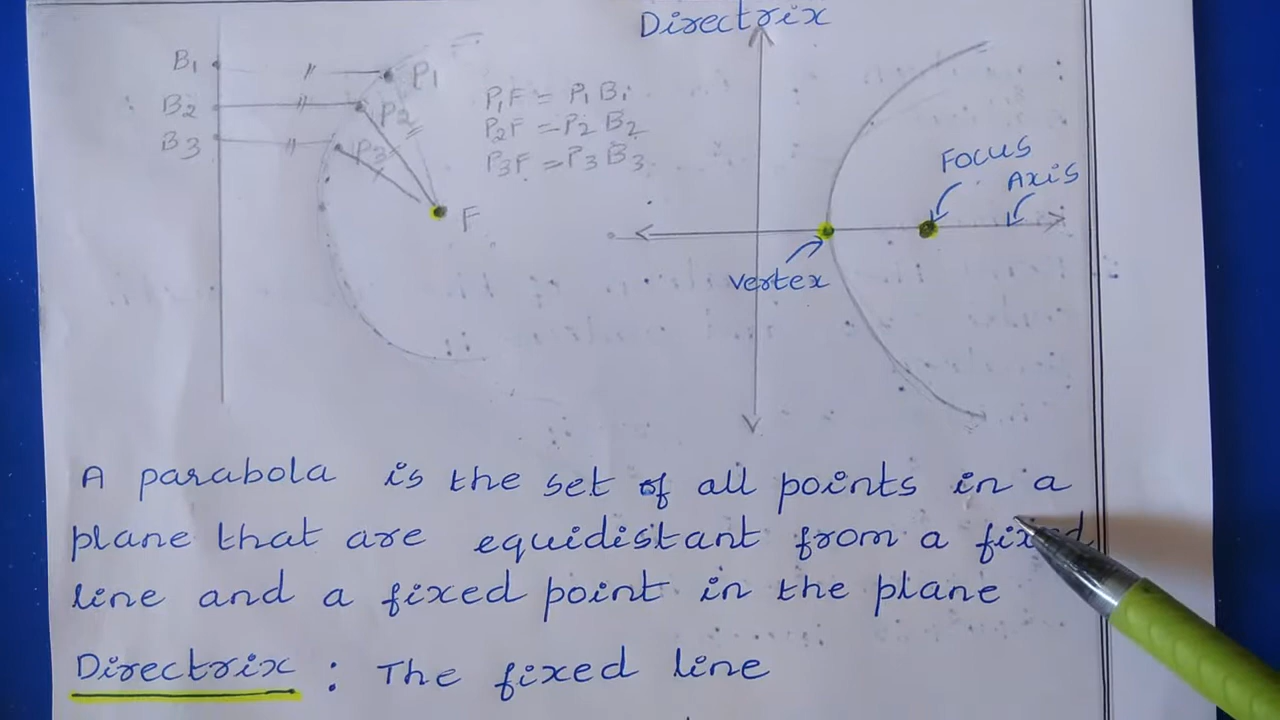 Directrix
B1
P1
B2
P2
B3
P3
F
P1F = P1B1
P2F = P2B2
P3F = P3B3
Focus
Axis
vertex
A parabola is the set of all points in a
plane that are equidistant from a fixed
line and a fixed point in the plane
Directrix : The fixed line